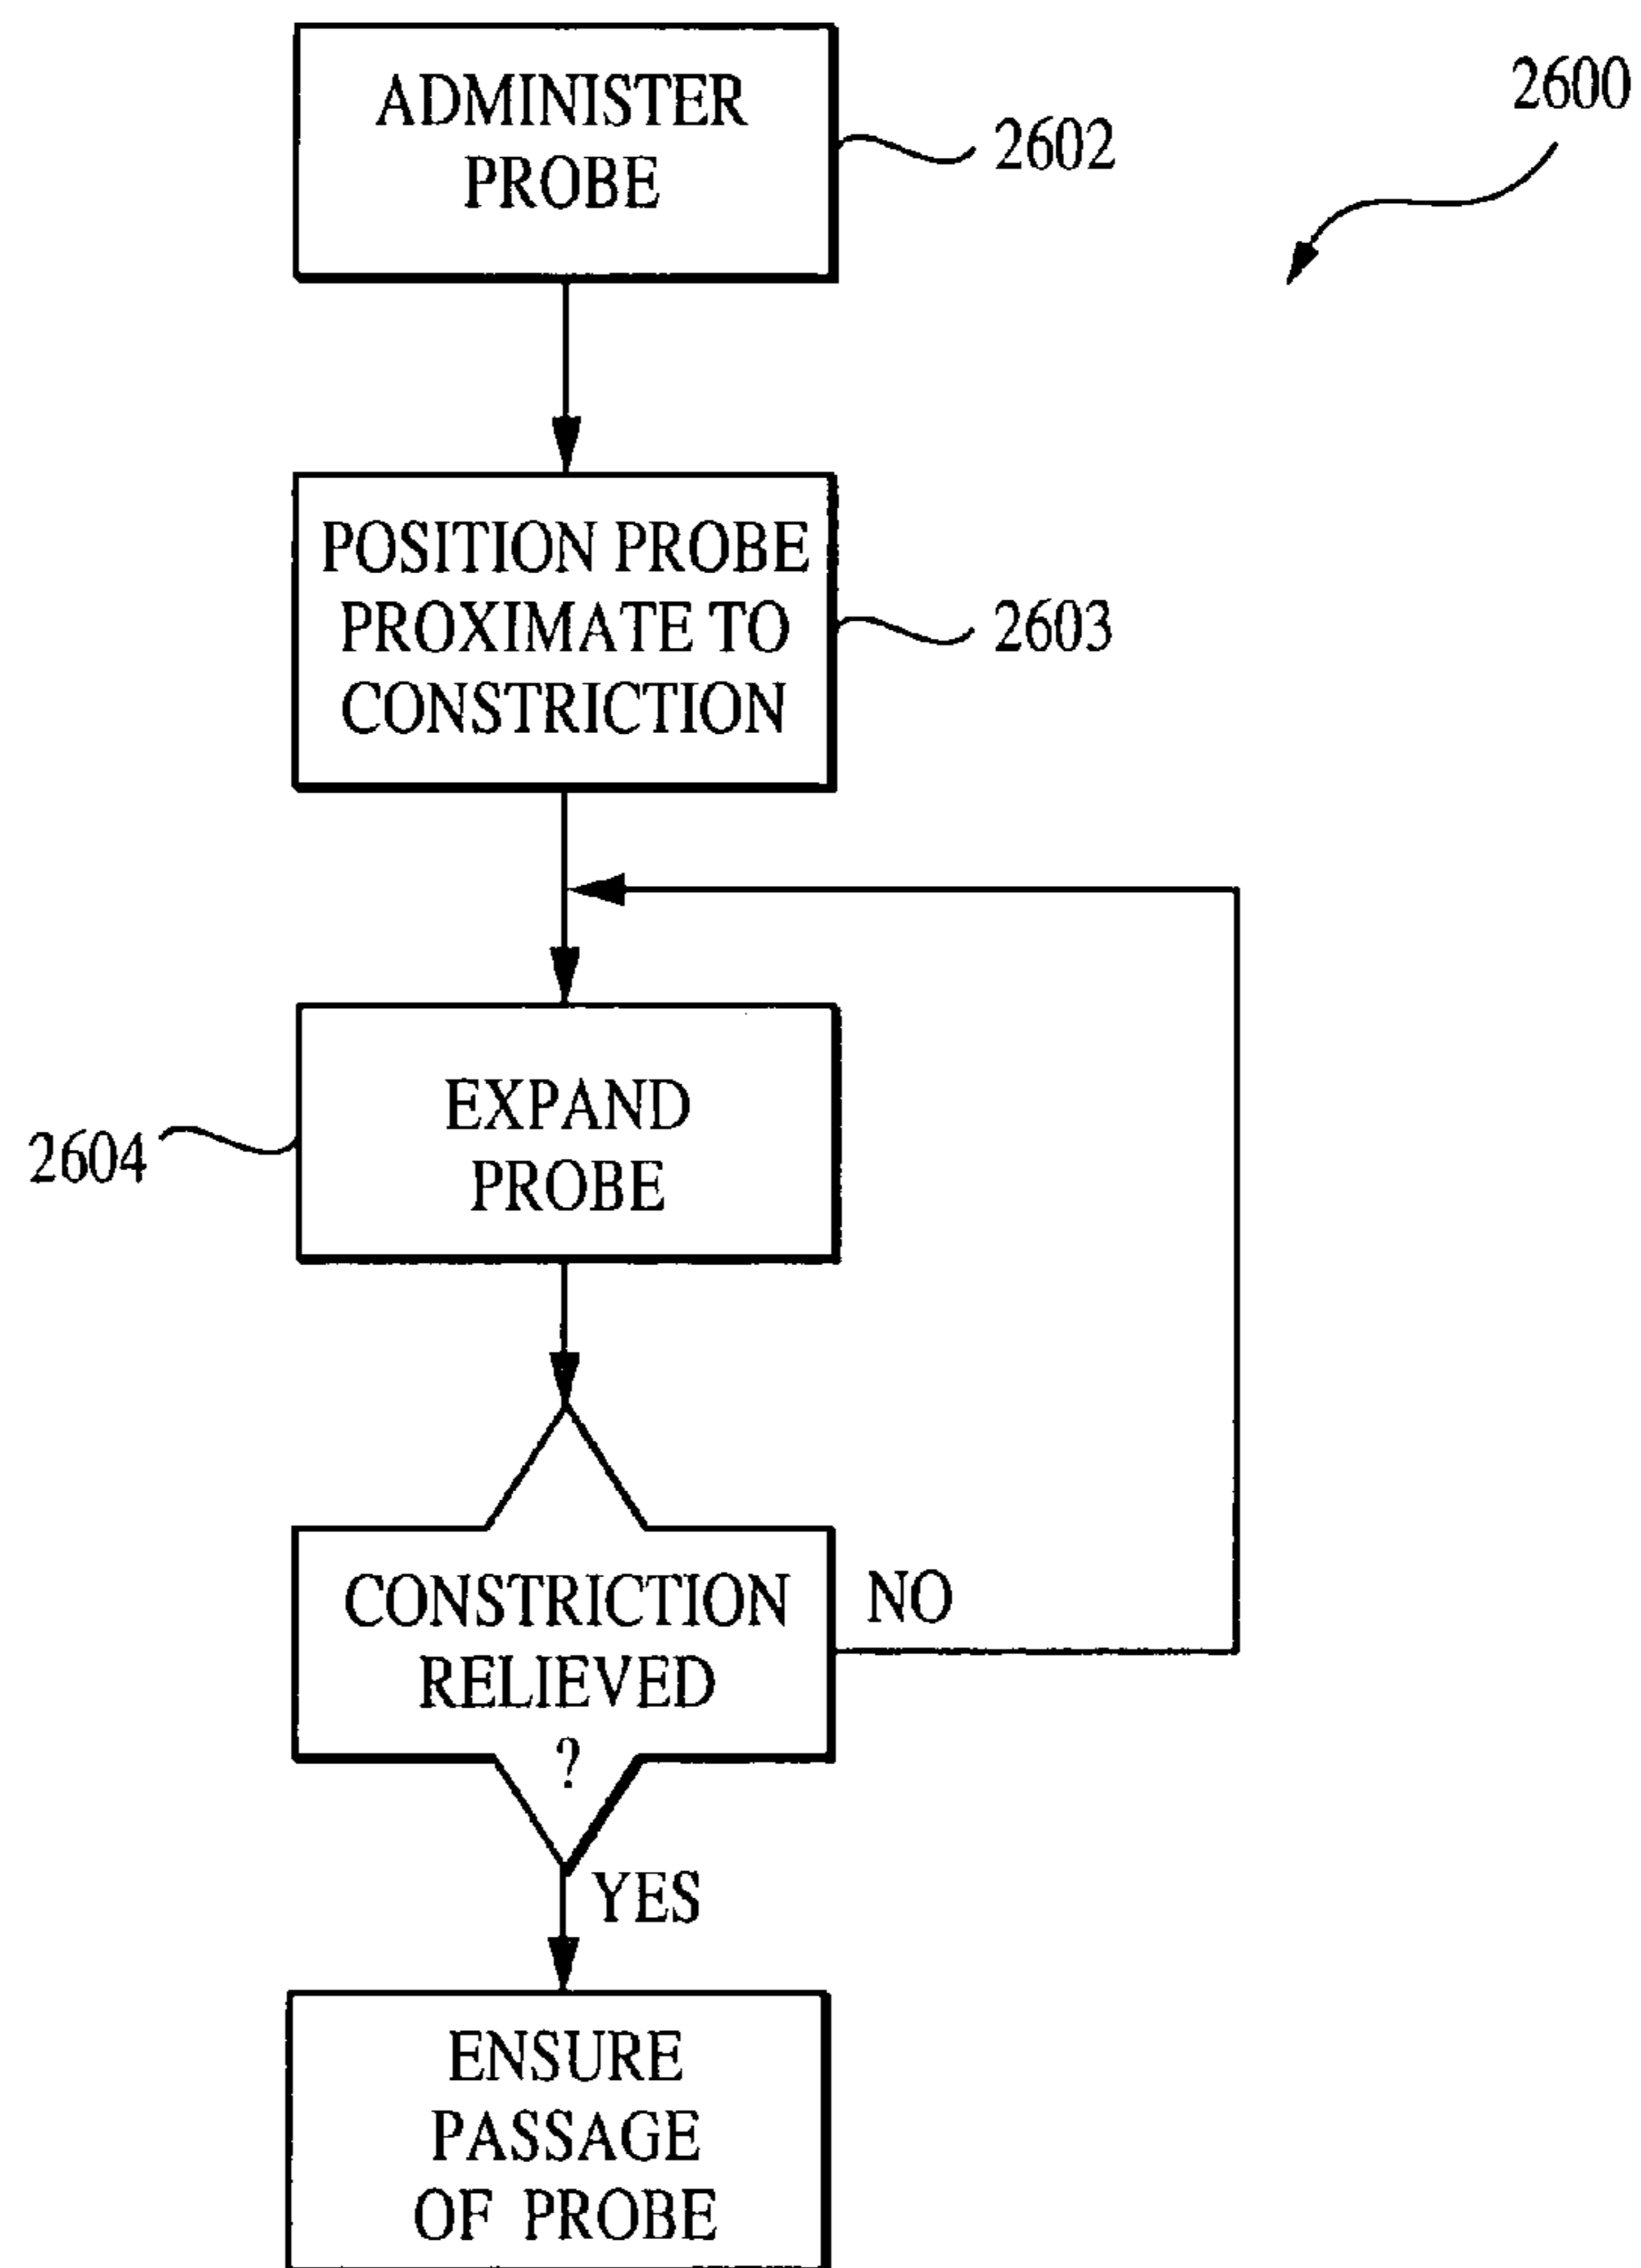 2600
ADMINISTER
PROBE
2602
POSITION PROBE
PROXIMATE TO
CONSTRICTION
2603
EXPAND
PROBE
2604
CONSTRICTION
RELIEVED
?
NO
YES
ENSURE
PASSAGE
OF PROBE